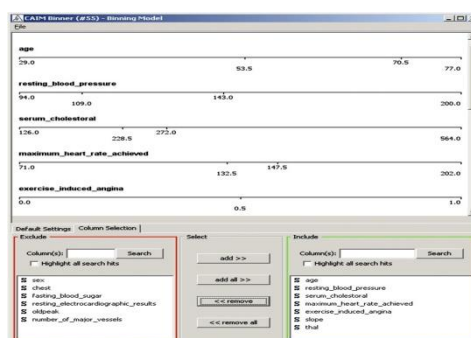 CAIM Binner (#55) - Binning Model
File
age
29.0 53.5 70.5 77.0
resting_blood_pressure
94.0 109.0 143.0 200.0
serum_cholestoral
126.0 228.5 272.0 564.0
maximum_heart_rate_achieved
71.0 132.5 147.5 202.0
exercise_induced_angina
0.0 0.5 1.0
Default Settings Column Selection
Exclude Select Include
Column(s): Search add >> Column(s): Search
Highlight all search hits Highlight all search hits
add all >>
S sex S age
S chest S resting_blood_pressure
S fasting_blood_sugar << remove S serum_cholestoral
S resting_electrocardiographic_results S maximum_heart_rate_achieved
S oldpeak S exercise_induced_angina
S number_of_major_vessels << remove all S slope
S thal